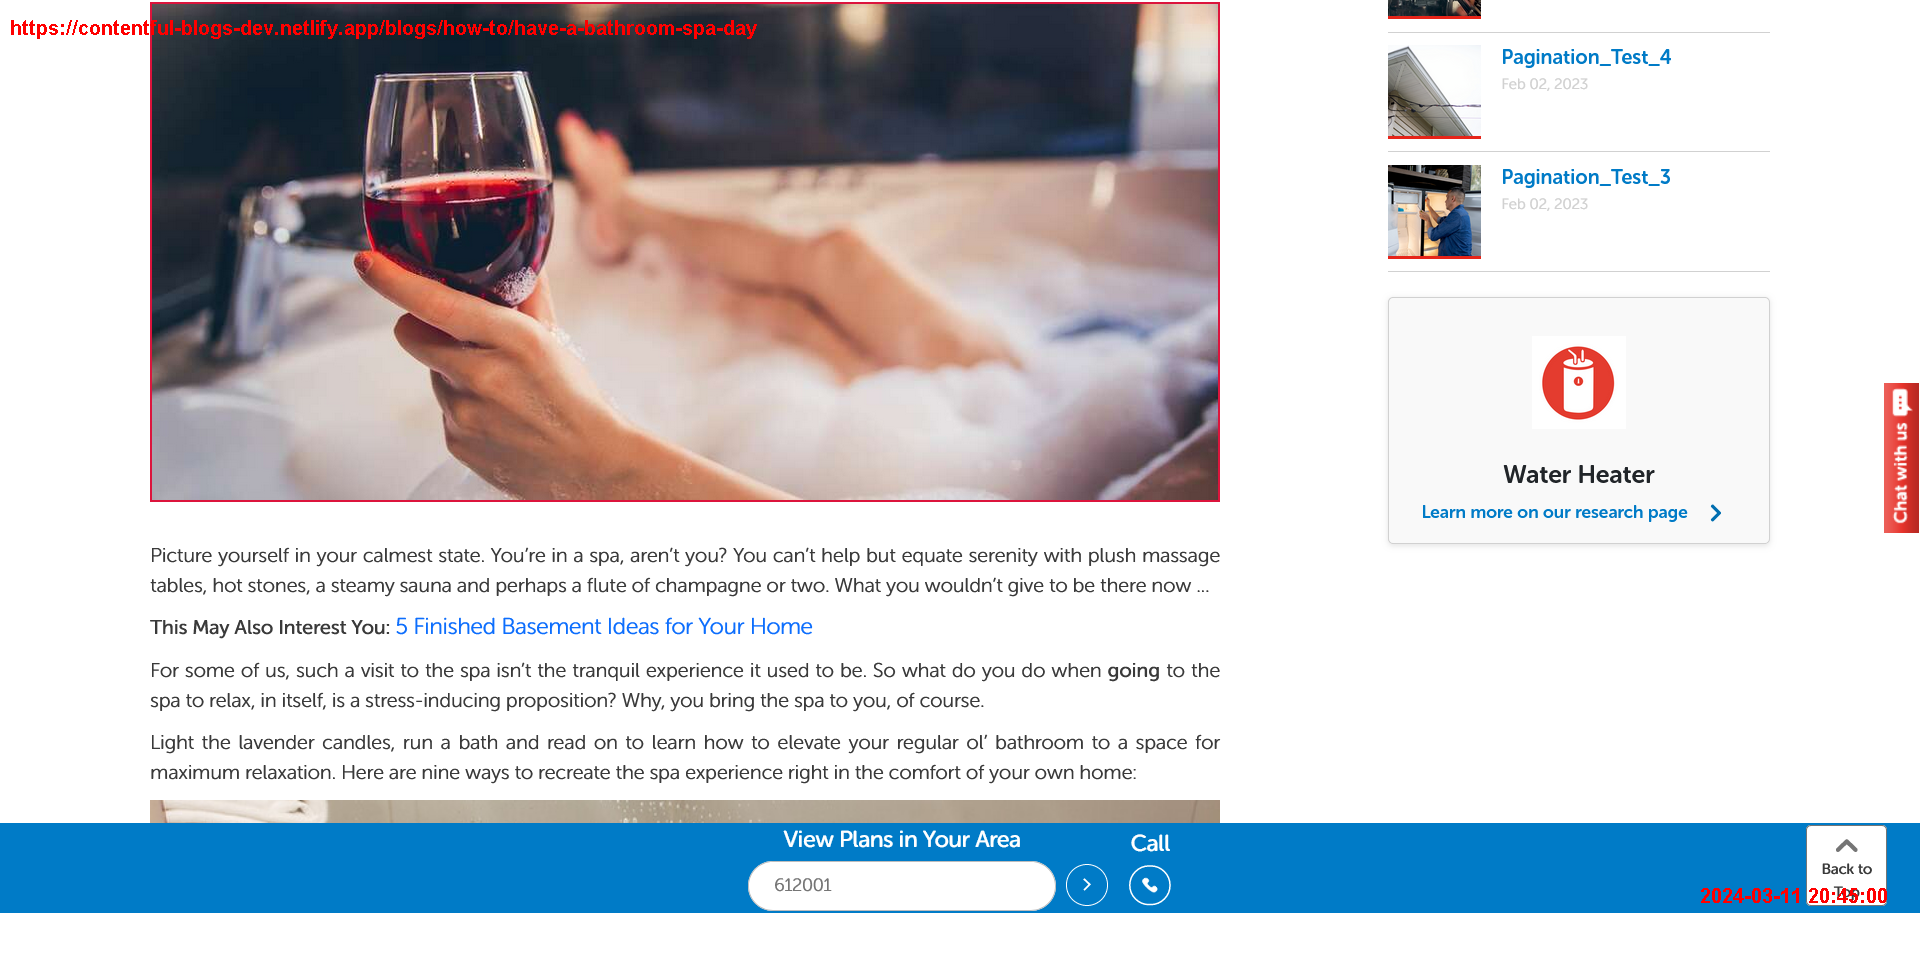 https://contentful-blogs-dev.netlify.app/blogs/how-to/have-a-bathroom-spa-day
Pagination_Test_4
Feb 02, 2023
Pagination_Test_3
Feb 02, 2023
Water Heater
Learn more on our research page
Chat with us
Picture yourself in your calmest state. You’re in a spa, aren’t you? You can’t help but equate serenity with plush massage
tables, hot stones, a steamy sauna and perhaps a flute of champagne or two. What you wouldn’t give to be there now ...
This May Also Interest You: 5 Finished Basement Ideas for Your Home
For some of us, such a visit to the spa isn’t the tranquil experience it used to be. So what do you do when going to the
spa to relax, in itself, is a stress-inducing proposition? Why, you bring the spa to you, of course.
Light the lavender candles, run a bath and read on to learn how to elevate your regular ol’ bathroom to a space for
maximum relaxation. Here are nine ways to recreate the spa experience right in the comfort of your own home:
View Plans in Your Area
612001
Call
Back to
Top
2024-03-11 20:45:00